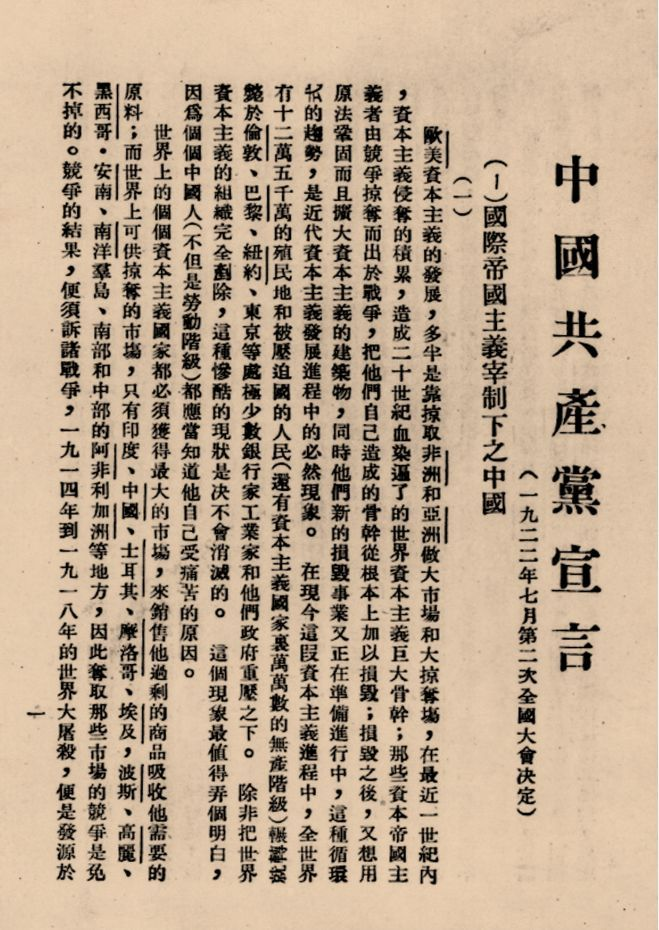 中國共產黨宣言
(一九二二年七月第二次全國大會決定)
(1)國際帝國主義宰制下之中國
(一)
歐美資本主義的發展,多半是靠掠取非洲和亞洲做大市場和大掠奪場,在最近一世紀內
,資本主義侵奪的積累,造成二十世紀血染遍了的世界資本主義巨大骨幹;那些資本帝國主
義者由競爭掠奪而出於戰爭,把他們自己造成的骨幹從根本上加以損毀;損毀之後,又想用
原法鞏固而且擴大資本主義的建築物,同時他們新的損毀事業又正在準備進行中,這種循環
的趨勢,是近代資本主義發展進程中的必然現象。 在現今這段資本主義進程中,全世界
有十二萬五千萬的殖民地和被壓迫國的人民(還有資本主義國家裏萬萬數的無產階級)輾
斃於倫敦、巴黎、紐約、東京等處極少數銀行家工業家和他們政府重壓之下。 除非把世界
資本主義的組織完全剷除,這種慘酷的現狀是決不會消滅的。 這個現象最值得弄個明白,
因爲個個中國人(不但是勞動階級)都應當知道他自己受痛苦的原因。
世界上的個個資本主義國家都必須獲得最大的市場,來銷售他過剩的商品吸收他需要的
原料;而世界上可供掠奪的市場,只有印度、中國、土耳其、摩洛哥、埃及,波斯、高麗、
墨西哥·安南、南洋羣島、南部和中部的阿非利加洲等地方,因此奪取那些市場的競爭是免
不掉的。競爭的結果,便須訴諸戰爭,一九一四年到一九一八年的世界大屠殺,便是發源於
一